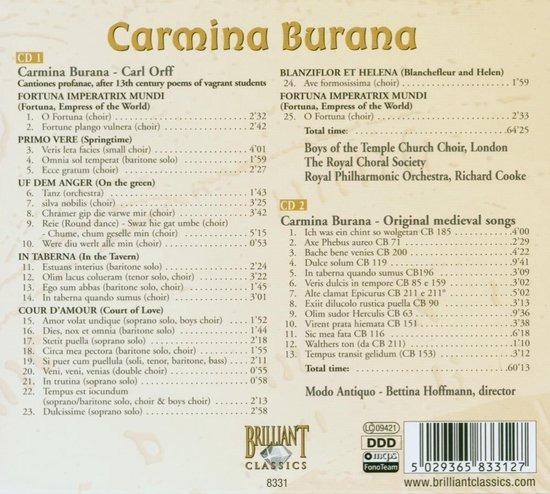 Carmina Burana
CD 1
Carmina Burana - Carl Orff
Cantiones profanae, after 13th century poems of vagrant students
FORTUNA IMPERATRIX MUNDI
(Fortuna, Empress of the World)
1. O Fortuna (choir) 2'32
2. Fortune plango vulnera (choir) 2'42
PRIMO VERE (Springtime)
3. Veris leta facies (small choir) 4'01
4. Omnia sol temperat (baritone solo) 1'59
5. Ecce gratum (choir) 2'27
UF DEM ANGER (On the green)
6. Tanz (orchestra) 1'43
7. silva nobilis (choir) 3'25
8. Chramer gip die varwe mir (choir) 3'42
9. Reie (Round dance) - Swaz hie gat umbe (choir)
- Chume, chum geselle min (choir) 5'15
10. Were diu werlt alle min (choir) 0'53
IN TABERNA (In the Tavern)
11. Estuans interius (baritone solo) 2'24
12. Olim lacus colueram (tenor solo, choir) 3'22
13. Ego sum abbas (baritone solo, choir) 1'45
14. In taberna quando sumus (choir) 3'01
COUR D'AMOUR (Court of Love)
15. Amor volat undique (soprano solo, boys choir) 1'52
16. Dies, nox et omnia (baritone solo) 1'44
17. Stetit puella (soprano solo) 2'18
18. Circa mea pectora (baritone solo, choir) 1'55
19. Si puer cum puellula (soli, tenor, baritone, bass) 2'11
20. Veni, veni, venias (double choir) 0'55
21. In trutina (soprano solo) 0'58
22. Tempus est iocundum
(soprano/baritone solo, choir & boys choir) 2'13
23. Dulcissime (soprano solo) 2'58
BLANZIFLOR ET HELENA (Blanchefleur and Helen)
24. Ave formosissima (choir) 1'59
FORTUNA IMPERATRIX MUNDI
(Fortuna, Empress of the World)
25. O Fortuna (choir) 2'33
Total time: 64'25
Boys of the Temple Church Choir, London
The Royal Choral Society
Royal Philharmonic Orchestra, Richard Cooke
CD 2
Carmina Burana - Original medieval songs
1. Ich was ein chint so wolgetan CB 185 4'00
2. Axe Phebus aureo CB 71 2'29
3. Bache bene venies CB 200 4'22
4. Dulce solum CB 119 9'41
5. In taberna quando sumus CB196 3'09
6. Veris dulcis in tempore CB 85 e 159 3'08
7. Alte clamat Epicurus CB 211 e 211° 5'02
8. Exiit dilucolo rustica puella CB 90 3'13
9. Olim sudor Herculis CB 63 9'36
10. Virent prata hiemata CB 151 3'38
11. Sic mea fata CB 116 6'18
12. Walthers ton (da CB 211) 1'10
13. Tempus transit gelidum (CB 153) 3'12
Total time: 60'13
Modo Antiquo - Bettina Hoffmann, director
BRILLIANT
CLASSICS
8331
LC 09421
DDD
mcps
FonoTeam
5 029365 833127
www.brilliantclassics.com